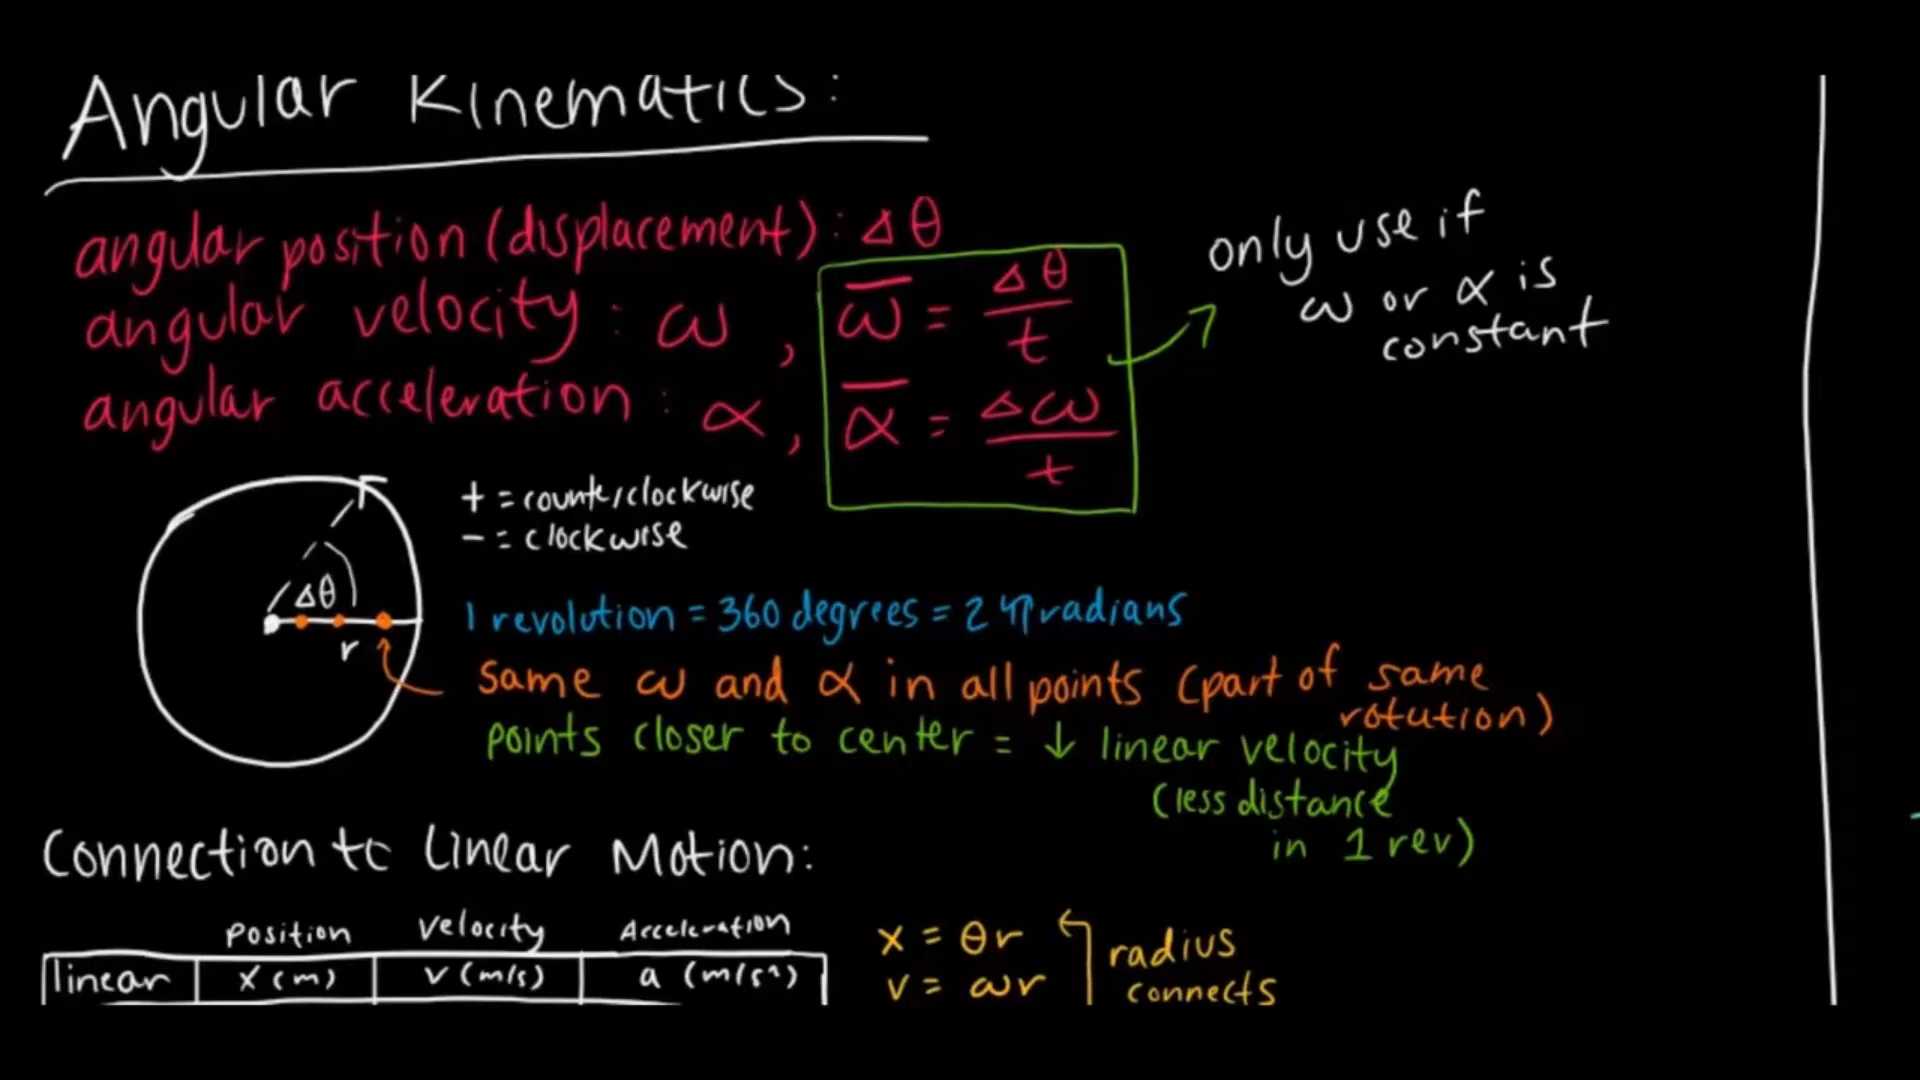 Angular Kinematics:
angular position (displacement): Δθ
angular velocity: ω, ω̅ = Δθ/t
angular acceleration: α, α̅ = Δω/t
only use if
ω or α is
constant
+ = counterclockwise
- = clockwise
Δθ
r
1 revolution = 360 degrees = 2π radians
same ω and α in all points (part of same
rotution)
points closer to center = ↓ linear velocity
(less distance
in 1 rev)
Connection to Linear Motion:
Position Velocity Acceleration
linear x (m) v (m/s) a (m/s²)
x = θr
v = ωr
radius
connects